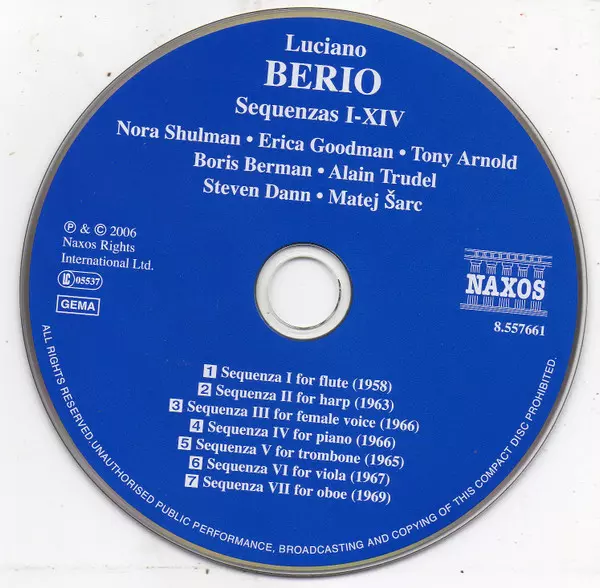 Luciano
BERIO
Sequenzas I-XIV
Nora Shulman • Erica Goodman • Tony Arnold
Boris Berman • Alain Trudel
Steven Dann • Matej Šarc
℗ & © 2006
Naxos Rights
International Ltd.
LC 05537
GEMA
NAXOS
8.557661
1 Sequenza I for flute (1958)
2 Sequenza II for harp (1963)
3 Sequenza III for female voice (1966)
4 Sequenza IV for piano (1966)
5 Sequenza V for trombone (1965)
6 Sequenza VI for viola (1967)
7 Sequenza VII for oboe (1969)
ALL RIGHTS RESERVED. UNAUTHORISED PUBLIC PERFORMANCE, BROADCASTING AND COPYING OF THIS COMPACT DISC PROHIBITED.